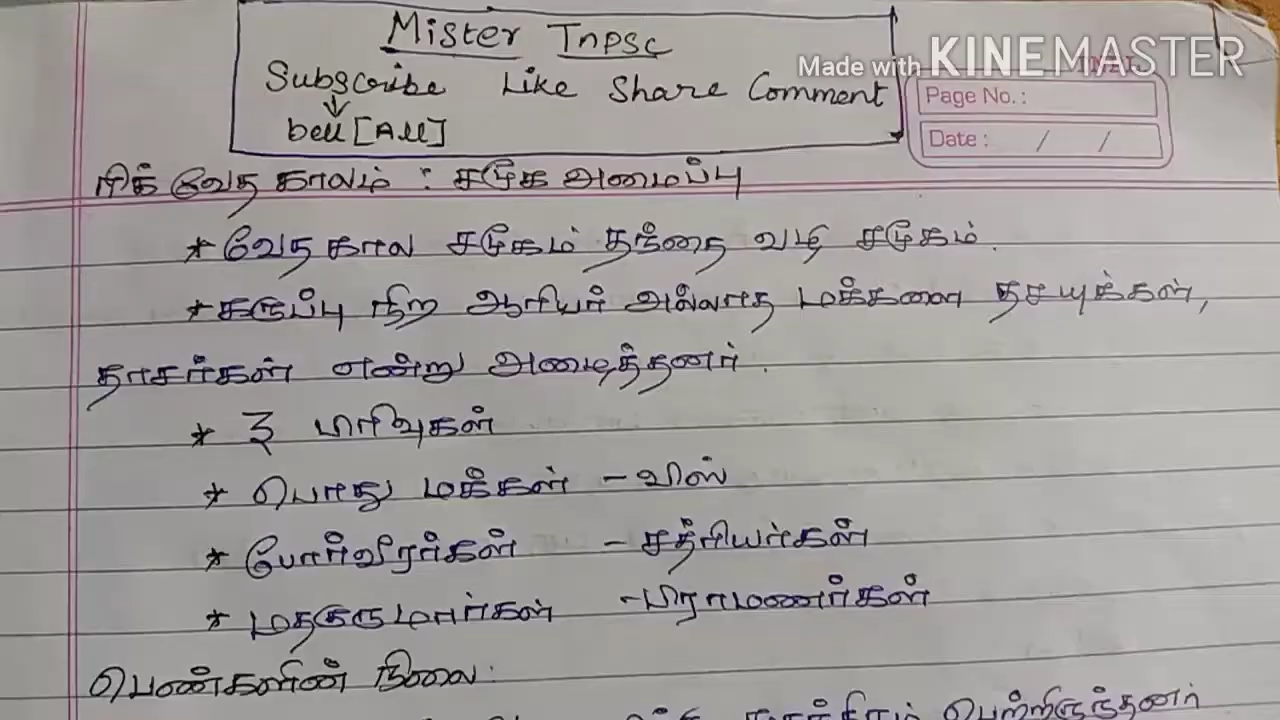 Mister Tnpsc
Made with KINEMASTER
Subscribe Like Share Comment
bell [All]
Page No.:
Date: / /
ரிக் வேத காலம் : சமூக அமைப்பு
* வேத கால சமூகம் தந்தை வழி சமூகம்.
* கருப்பு நிற ஆரியர் அல்லாத மக்களை தசயுக்கள்,
தாசர்கள் என்று அழைத்தனர்.
* 3 பாரிவுகள்
* பொது மக்கள் - விஸ்
* போர்வீரர்கள் - சத்ரியர்கள்
* மதகுருமார்கள் - பிராமணர்கள்
பெண்களின் நிலை:
பெற்றிருந்தனர்